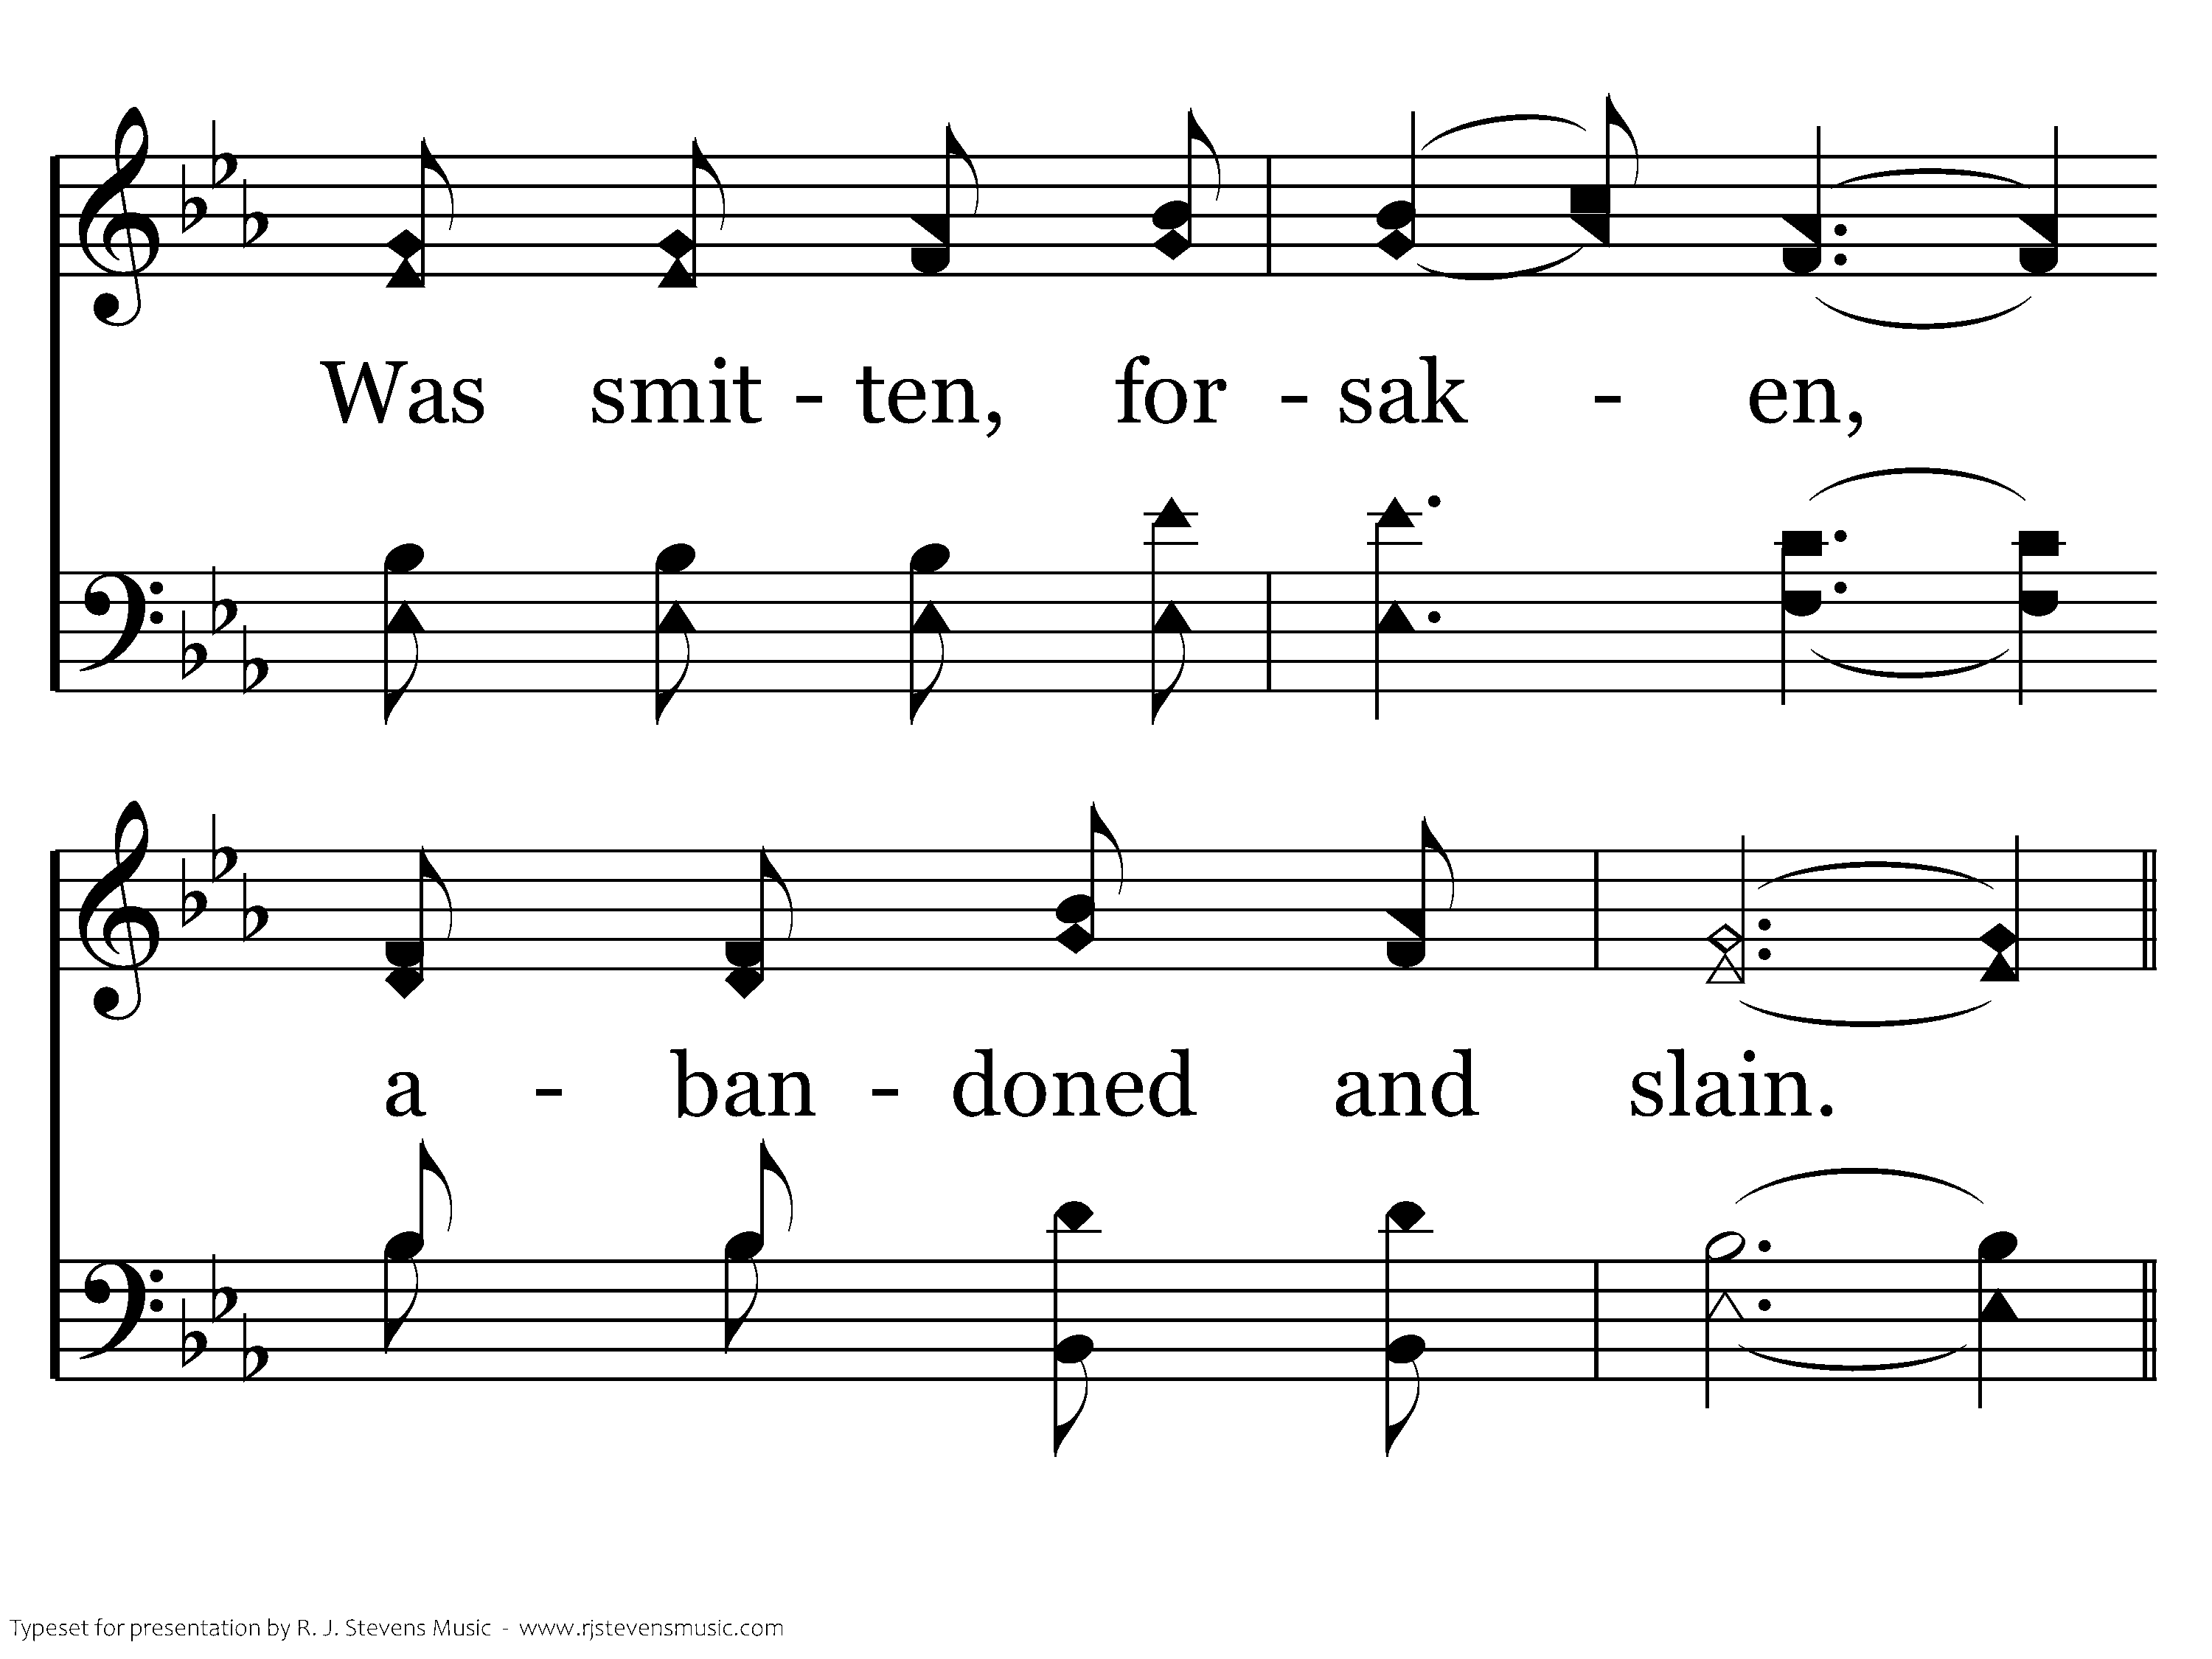 Was smit - ten, for - sak - en,
a - ban - doned and slain.
Typeset for presentation by R. J. Stevens Music - www.rjstevensmusic.com